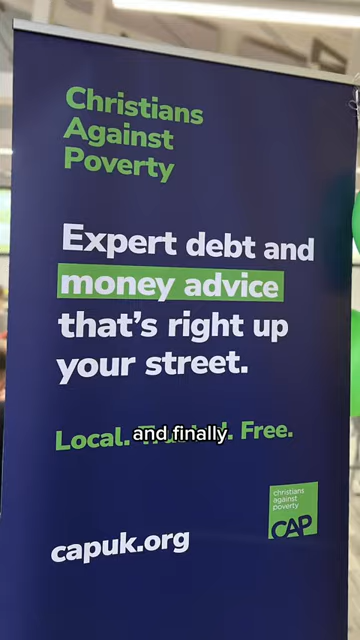 Christians
Against
Poverty
Expert debt and
money advice
that's right up
your street.
Local. Free.
and finally
capuk.org
christians
against
poverty
CAP